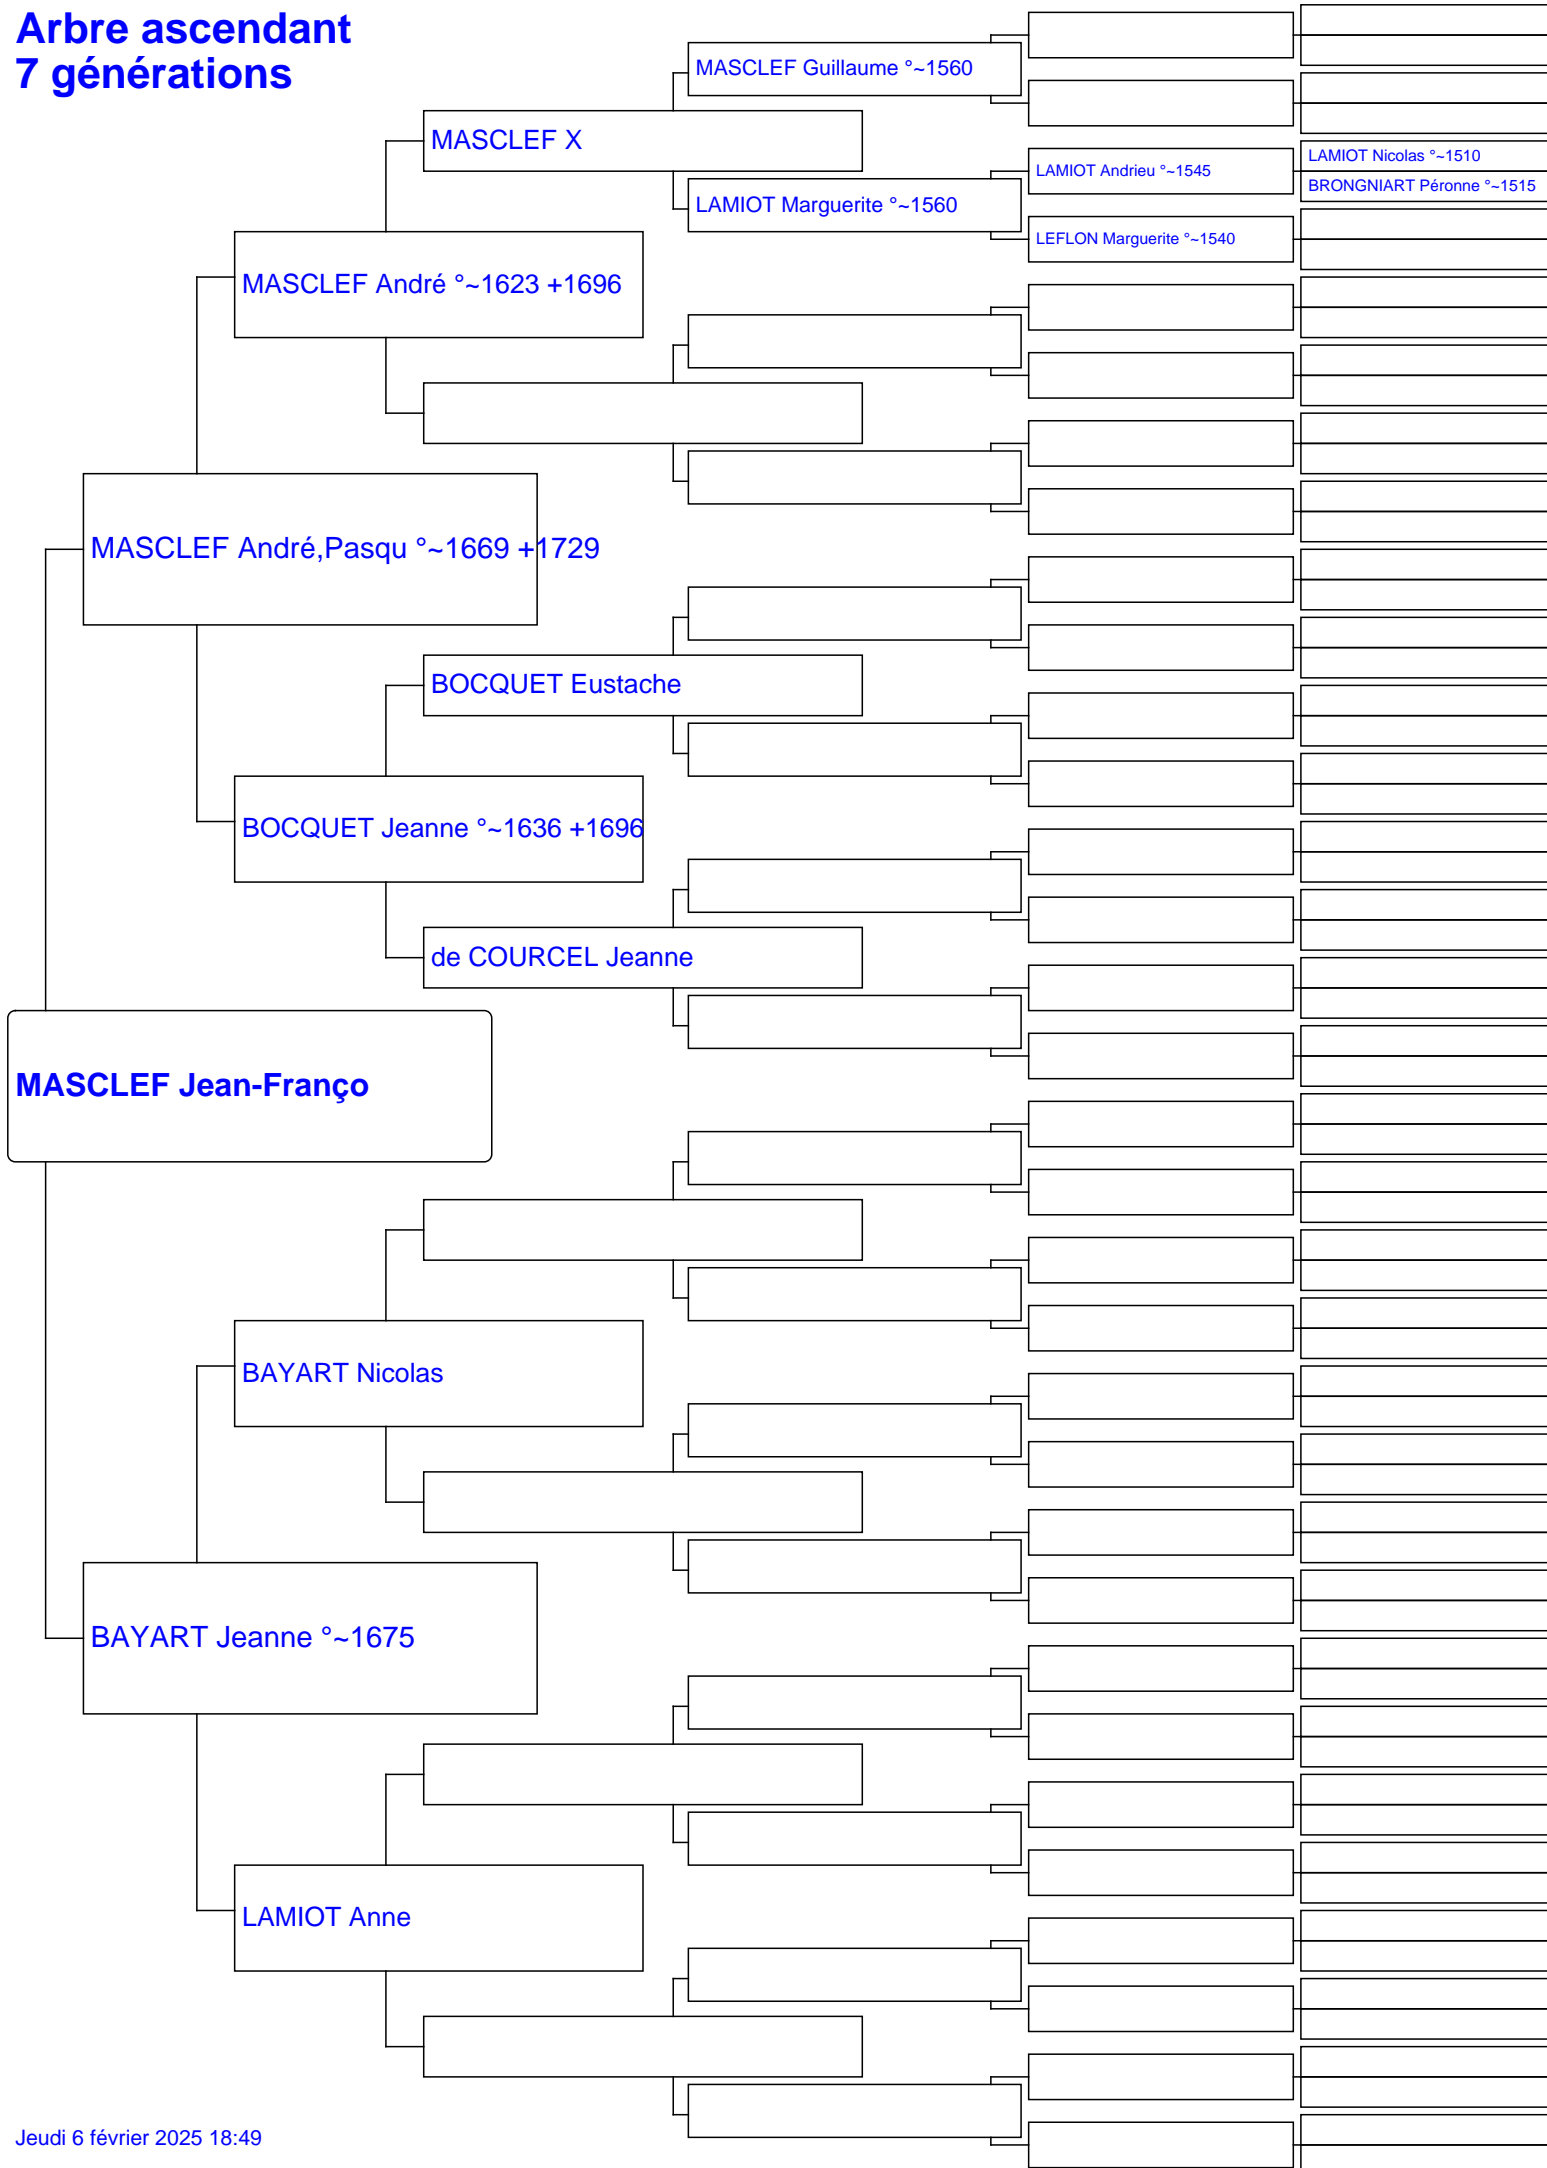 Arbre ascendant
7 générations
MASCLEF Guillaume °~1560
MASCLEF X
LAMIOT Nicolas °~1510
LAMIOT Andrieu °~1545
BRONGNIART Péronne °~1515
LAMIOT Marguerite °~1560
LEFLON Marguerite °~1540
MASCLEF André °~1623 +1696
MASCLEF André,Pasqu °~1669 +1729
BOCQUET Eustache
BOCQUET Jeanne °~1636 +1696
de COURCEL Jeanne
MASCLEF Jean-Franço
BAYART Nicolas
BAYART Jeanne °~1675
LAMIOT Anne
Jeudi 6 février 2025 18:49